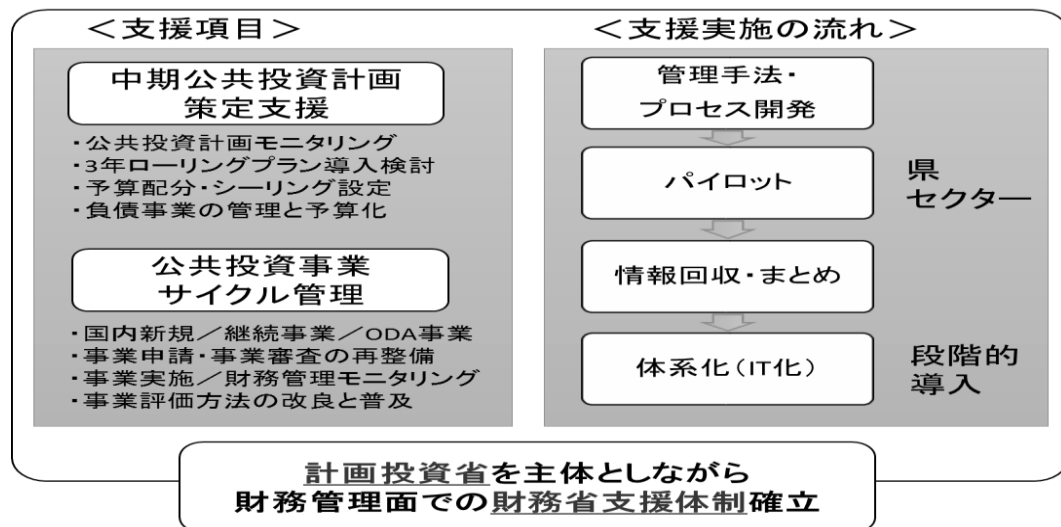 ＜支援項目＞
中期公共投資計画
策定支援
・公共投資計画モニタリング
・3年ローリングプラン導入検討
・予算配分・シーリング設定
・負債事業の管理と予算化
公共投資事業
サイクル管理
・国内新規／継続事業／ODA事業
・事業申請・事業審査の再整備
・事業実施／財務管理モニタリング
・事業評価方法の改良と普及
＜支援実施の流れ＞
管理手法・
プロセス開発
パイロット
県
セクター
情報回収・まとめ
体系化（IT化）
段階的
導入
計画投資省を主体としながら
財務管理面での財務省支援体制確立